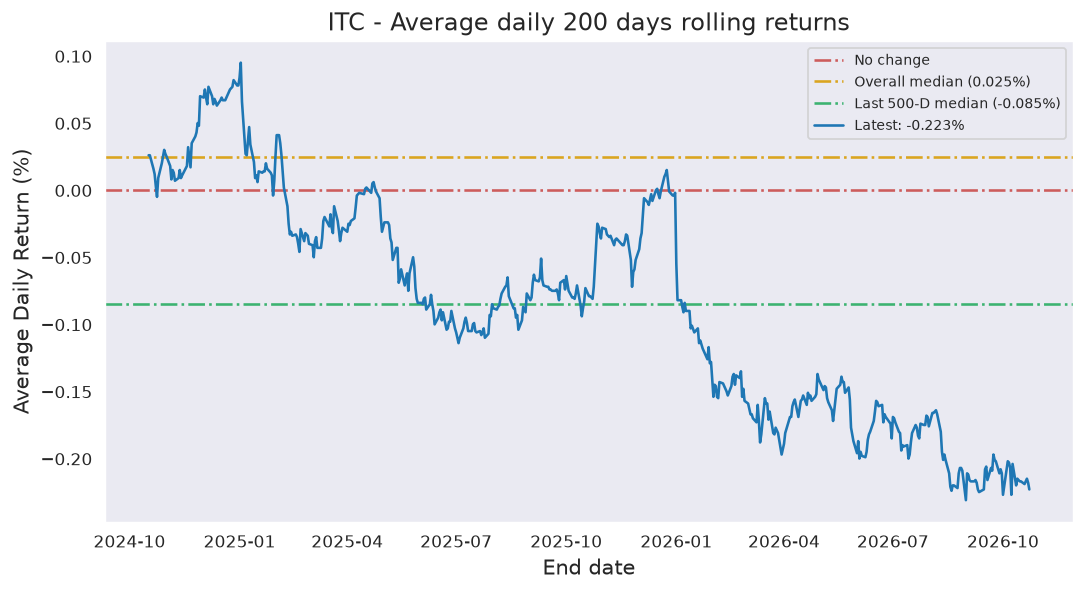 ITC - Average daily 200 days rolling returns
No change
Overall median (0.025%)
Last 500-D median (-0.085%)
Latest: -0.223%
Average Daily Return (%)
0.10
0.05
0.00
−0.05
−0.10
−0.15
−0.20
2024-10 2025-01 2025-04 2025-07 2025-10 2026-01 2026-04 2026-07 2026-10
End date